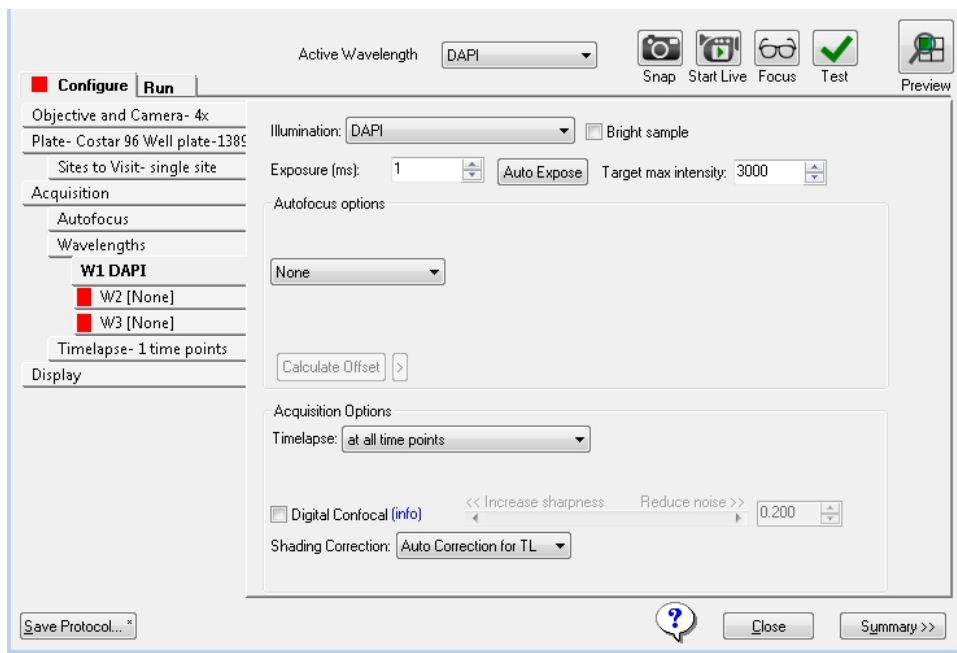 Active Wavelength DAPI
Snap Start Live Focus Test Preview
Configure Run
Objective and Camera- 4x
Plate- Costar 96 Well plate-1389
Sites to Visit- single site
Acquisition
Autofocus
Wavelengths
W1 DAPI
W2 [None]
W3 [None]
Timelapse- 1 time points
Display
Illumination: DAPI Bright sample
Exposure (ms): 1 Auto Expose Target max intensity: 3000
Autofocus options
None
Calculate Offset >
Acquisition Options
Timelapse: at all time points
<< Increase sharpness Reduce noise >>
Digital Confocal (info) 0.200
Shading Correction: Auto Correction for TL
Save Protocol... * ? Close Summary >>